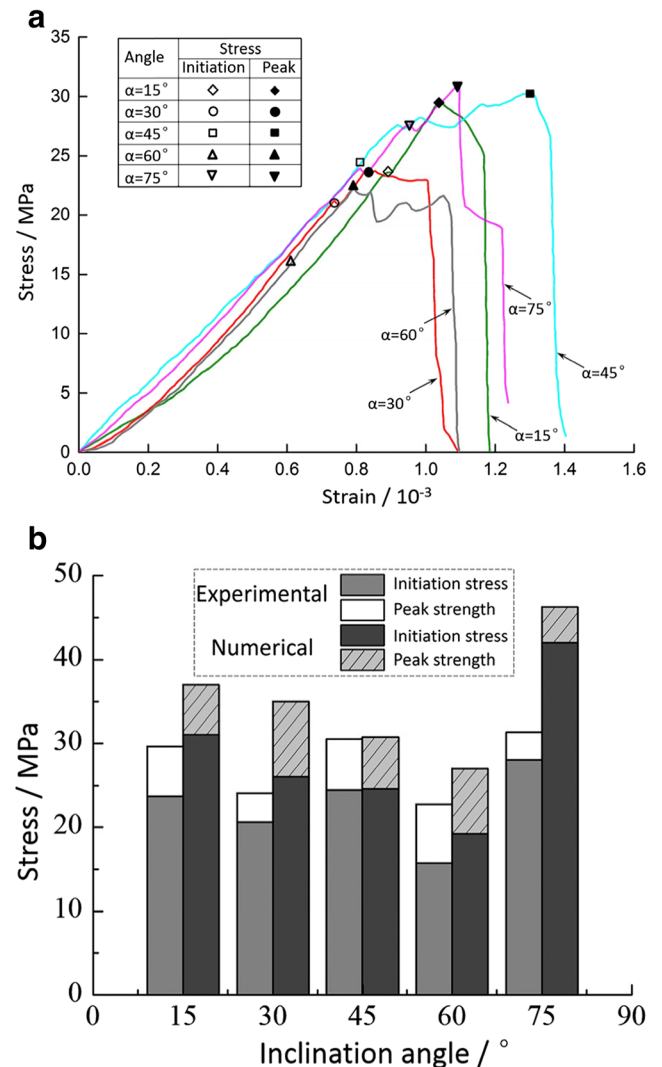 a
Stress / MPa
35
30
25
20
15
10
5
0
Angle Stress
Initiation Peak
α=15°
α=30°
α=45°
α=60°
α=75°
α=75°
α=60°
α=45°
α=30°
α=15°
0.0 0.2 0.4 0.6 0.8 1.0 1.2 1.4 1.6
Strain / 10⁻³
b
Stress / MPa
50
40
30
20
10
0
Experimental
Initiation stress
Peak strength
Numerical
Initiation stress
Peak strength
0 15 30 45 60 75 90
Inclination angle / °